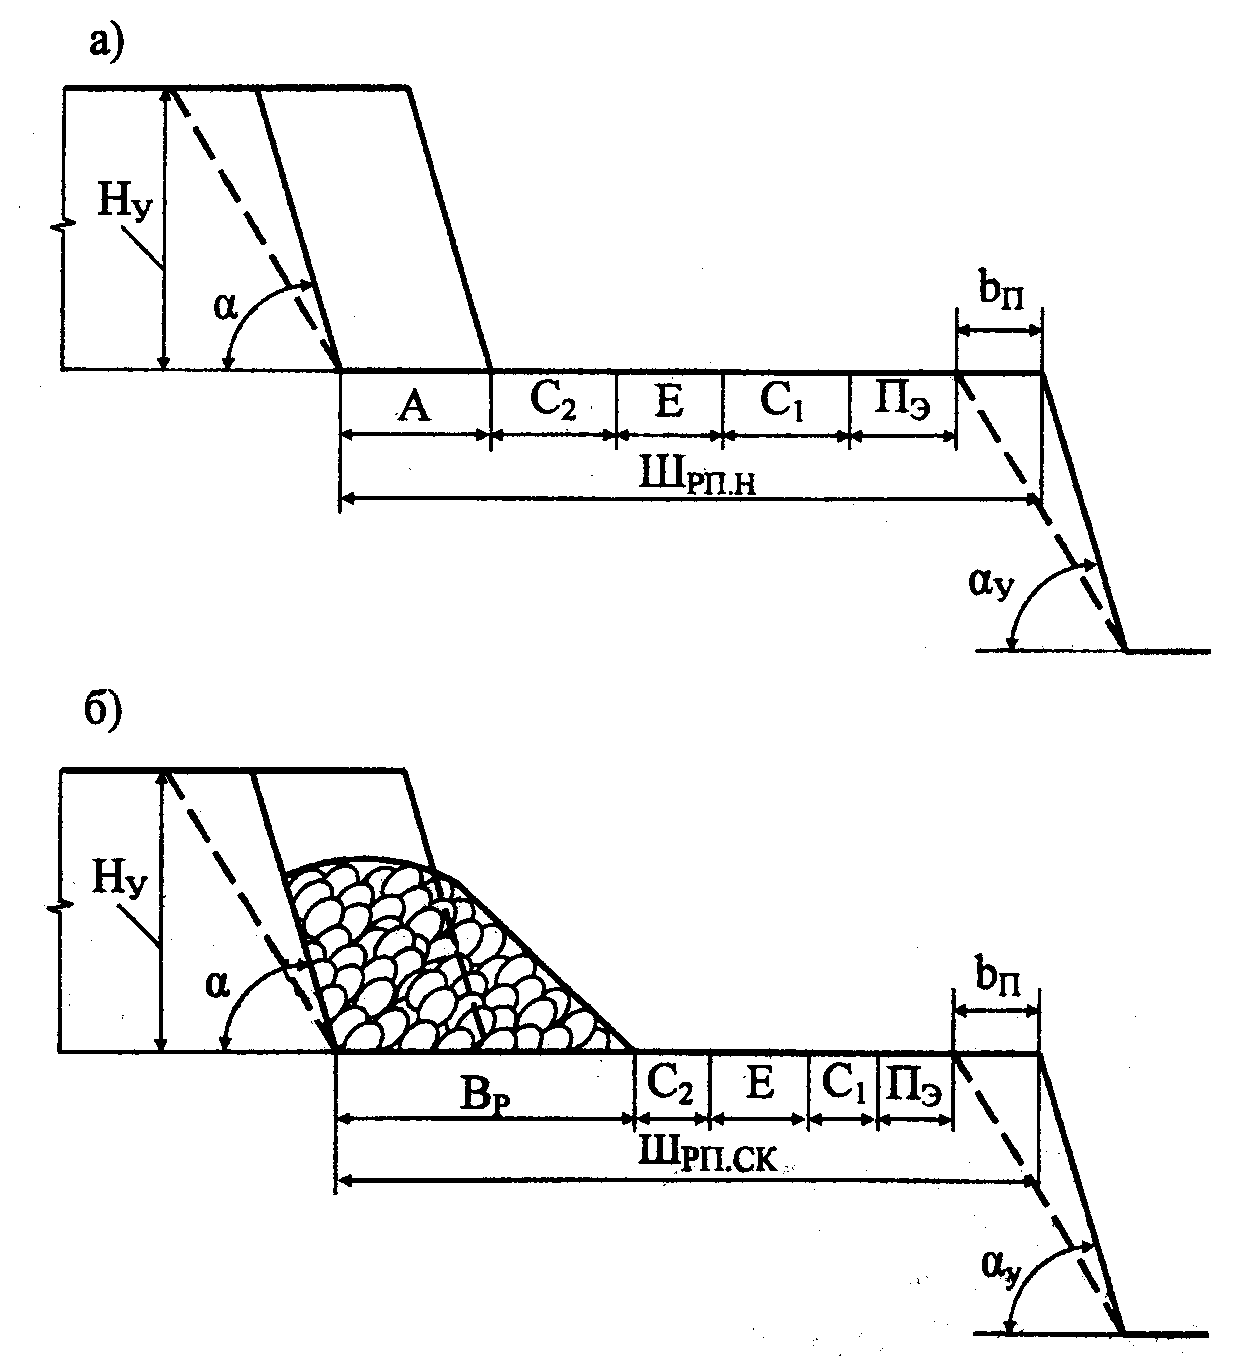 а)
Hу
α
bП
A C₂ E C₁ ПЭ
ШРП.Н
αУ
б)
Hу
α
bП
BР C₂ E C₁ ПЭ
ШРП.СК
αу